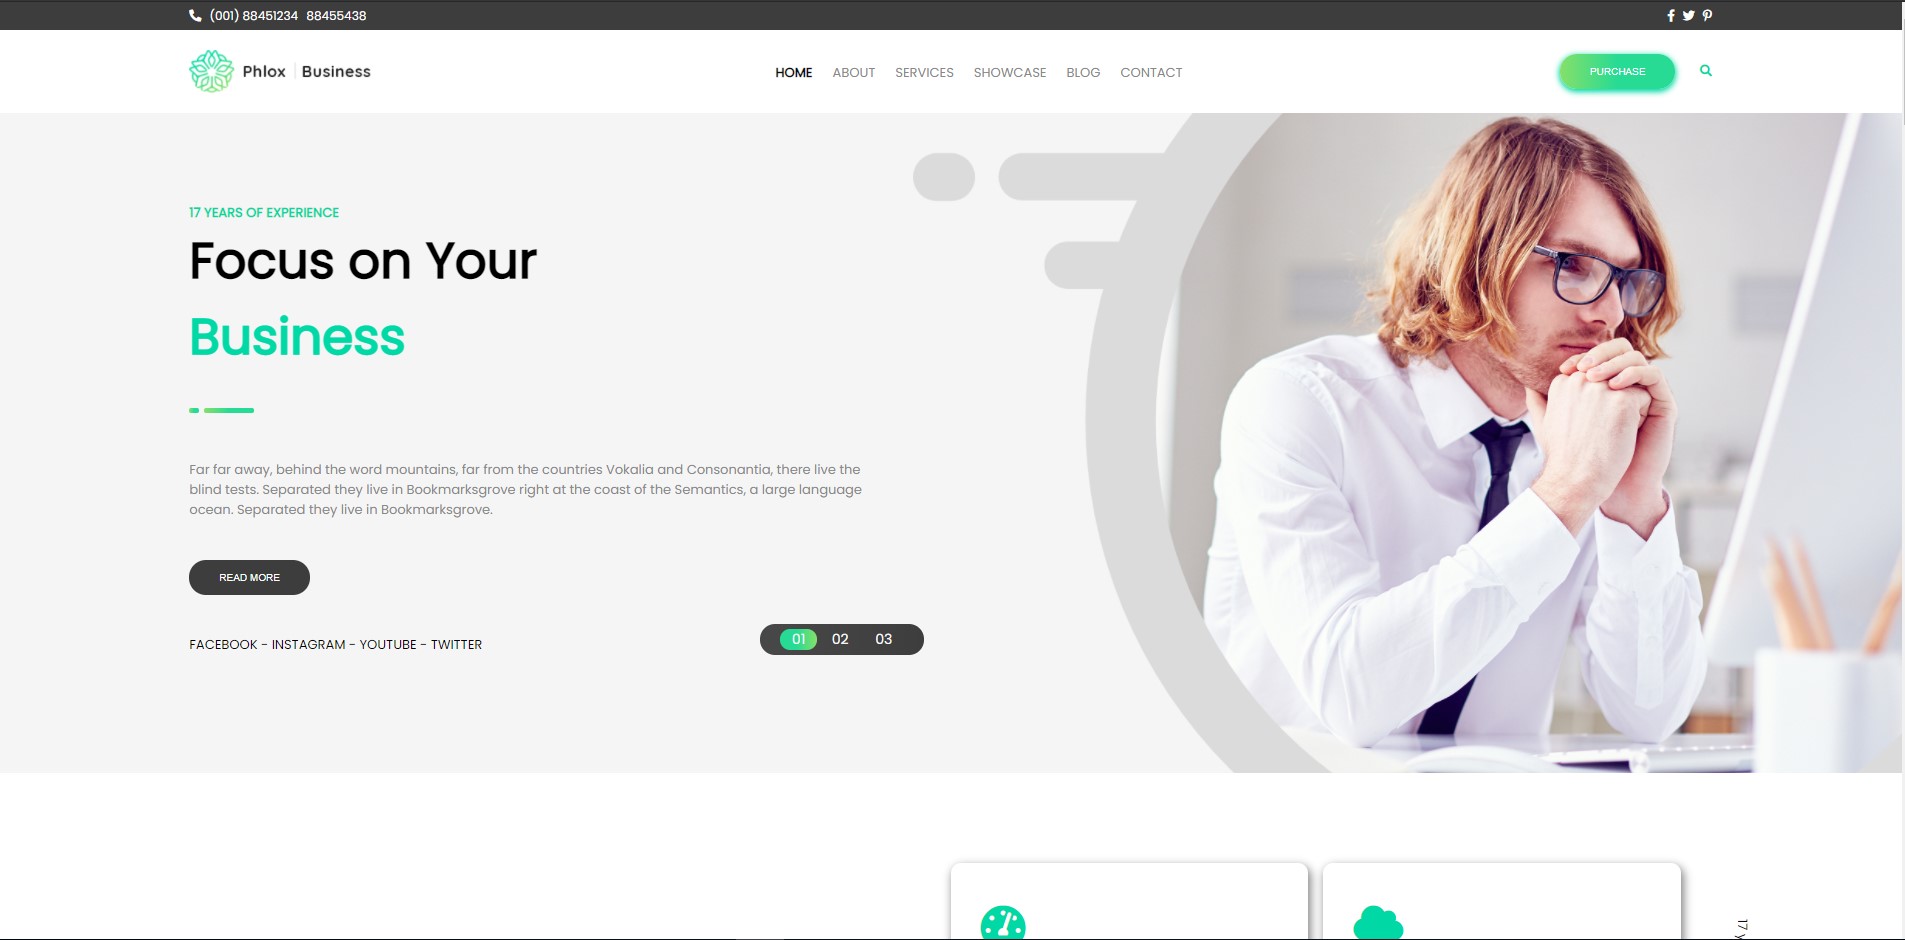 (001) 88451234 88455438
Phlox Business
HOME ABOUT SERVICES SHOWCASE BLOG CONTACT
PURCHASE
17 YEARS OF EXPERIENCE
Focus on Your
Business
Far far away, behind the word mountains, far from the countries Vokalia and Consonantia, there live the
blind tests. Separated they live in Bookmarksgrove right at the coast of the Semantics, a large language
ocean. Separated they live in Bookmarksgrove.
READ MORE
FACEBOOK - INSTAGRAM - YOUTUBE - TWITTER
01 02 03
17